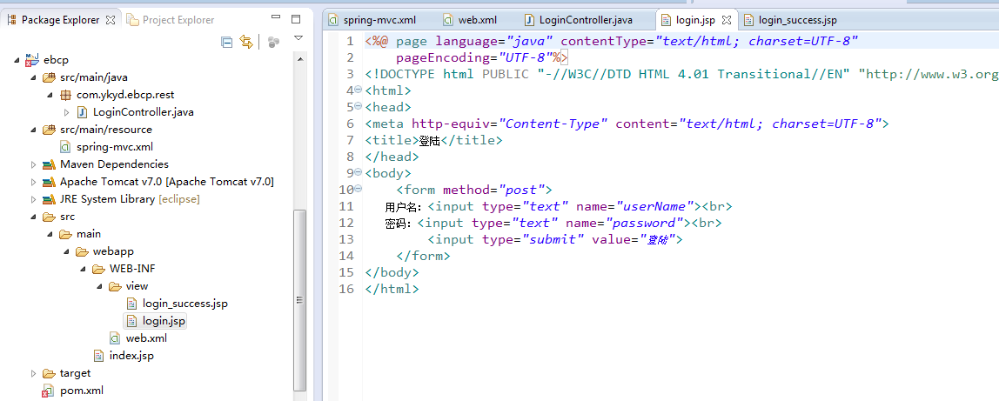 Package Explorer
Project Explorer
ebcp
src/main/java
com.ykyd.ebcp.rest
LoginController.java
src/main/resource
spring-mvc.xml
Maven Dependencies
Apache Tomcat v7.0 [Apache Tomcat v7.0]
JRE System Library [eclipse]
src
main
webapp
WEB-INF
view
login_success.jsp
login.jsp
web.xml
index.jsp
target
pom.xml
spring-mvc.xml web.xml LoginController.java login.jsp login_success.jsp
1 <%@ page language="java" contentType="text/html; charset=UTF-8"
2 pageEncoding="UTF-8"%>
3 <!DOCTYPE html PUBLIC "-//W3C//DTD HTML 4.01 Transitional//EN" "http://www.w3.org
4 <html>
5 <head>
6 <meta http-equiv="Content-Type" content="text/html; charset=UTF-8">
7 <title>登陆</title>
8 </head>
9 <body>
10 <form method="post">
11 用户名：<input type="text" name="userName"><br>
12 密码：<input type="text" name="password"><br>
13 <input type="submit" value="登陆">
14 </form>
15 </body>
16 </html>